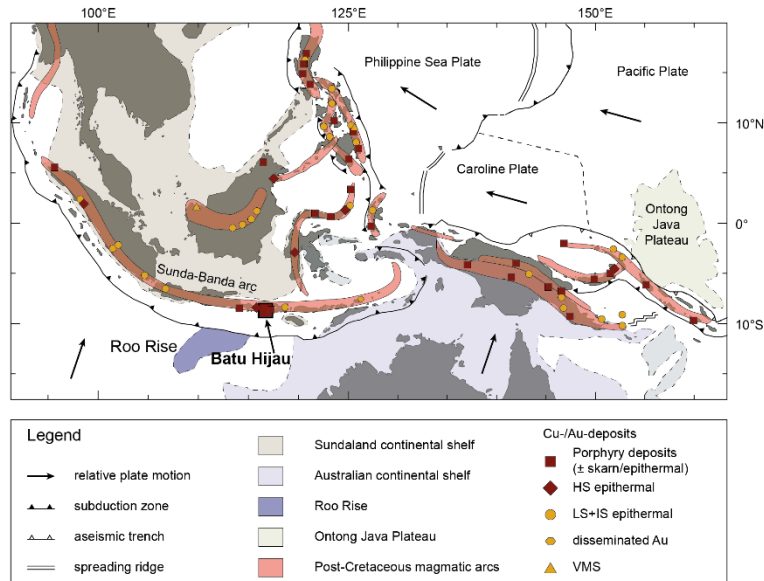 100°E
125°E
150°E
Philippine Sea Plate
Pacific Plate
10°N
Caroline Plate
Ontong
Java
Plateau
0°
Sunda-Banda arc
10°S
Roo Rise
Batu Hijau
Legend
relative plate motion
subduction zone
aseismic trench
spreading ridge
Sundaland continental shelf
Australian continental shelf
Roo Rise
Ontong Java Plateau
Post-Cretaceous magmatic arcs
Cu-/Au-deposits
Porphyry deposits
(± skarn/epithermal)
HS epithermal
LS+IS epithermal
disseminated Au
VMS